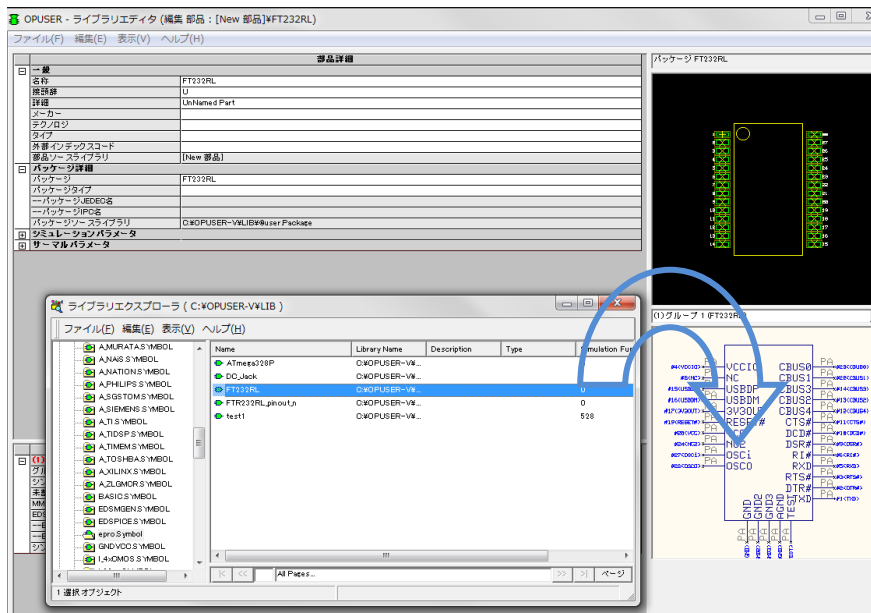 OPUSER - ライブラリエディタ (編集 部品 : [New 部品]¥FT232RL)
ファイル(F) 編集(E) 表示(V) ヘルプ(H)
部品詳細
一般
名称 FT232RL
接頭辞 U
詳細 UnNamed Part
メーカー
テクノロジ
タイプ
外部インデックスコード
部品ソースライブラリ [New 部品]
パッケージ詳細
パッケージ FT232RL
パッケージタイプ
--パッケージJEDEC名
--パッケージIPC名
パッケージソースライブラリ C:¥OPUSER-V¥LIB¥@user.Package
シミュレーションパラメータ
サーマルパラメータ
パッケージ FT232RL
ライブラリエクスプローラ ( C:¥OPUSER-V¥LIB )
ファイル(F) 編集(E) 表示(V) ヘルプ(H)
A_MURATA.SYMBOL
A_NAIS.SYMBOL
A_NATION.SYMBOL
A_PHILIPS.SYMBOL
A_SGSTOM.SYMBOL
A_SIEMENS.SYMBOL
A_TI.SYMBOL
A_TIDSP.SYMBOL
A_TIMEM.SYMBOL
A_TOSHBA.SYMBOL
A_XILINX.SYMBOL
A_ZLGMCR.SYMBOL
BASIC.SYMBOL
EDSMGEN.SYMBOL
EDSPICE.SYMBOL
epro.Symbol
GNDVCC.SYMBOL
I_4xCMOS.SYMBOL
Name Library Name Description Type Simulation Fun
ATmega328P C:¥OPUSER-V¥...
DC_Jack C:¥OPUSER-V¥...
FT232RL C:¥OPUSER-V¥... 0
FTR232RL_pinout_n C:¥OPUSER-V¥... 0
test1 C:¥OPUSER-V¥... 528
All Pages...
ページ
1 選択 オブジェクト
(1)グループ 1 (FT232RL)
VCCIO CBUS0
NC CBUS1
USBDP CBUS2
USBDM CBUS3
3V3OUT CBUS4
RESET# CTS#
VCC DCD#
NC2 DSR#
OSCi RI#
OSCO RXD
RTS#
DTR#
TXD
GND
GND2
GND3
AGND
TEST